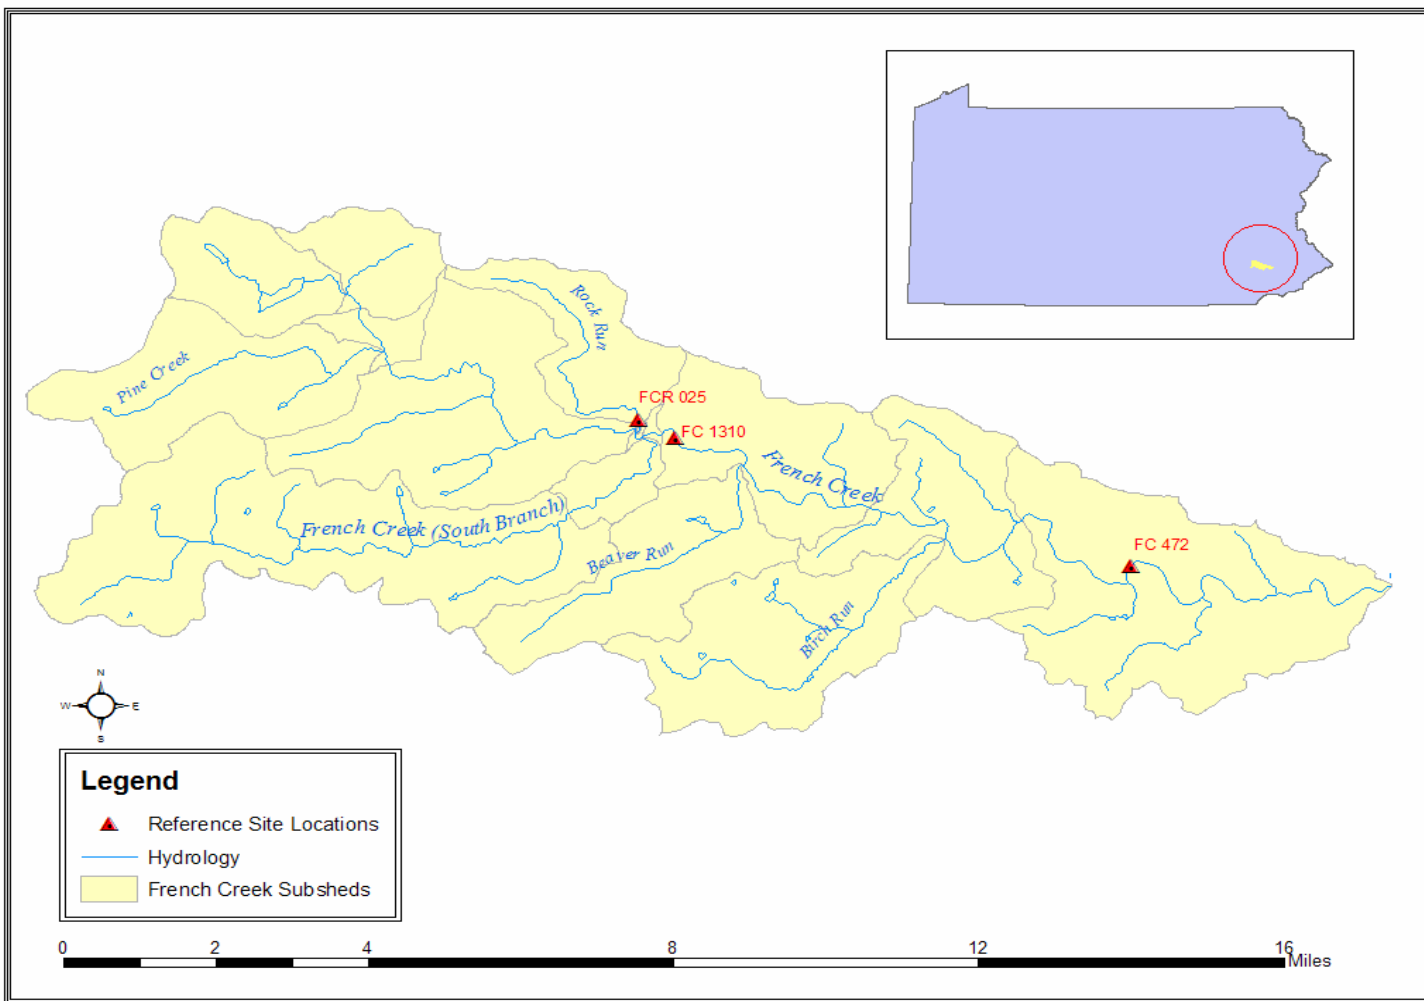 Rock Run
Pine Creek
FCR 025
FC 1310
French Creek
French Creek (South Branch)
Beaver Run
FC 472
Birch Run
N
W
E
S
Legend
Reference Site Locations
Hydrology
French Creek Subsheds
0 2 4 8 12 16
Miles